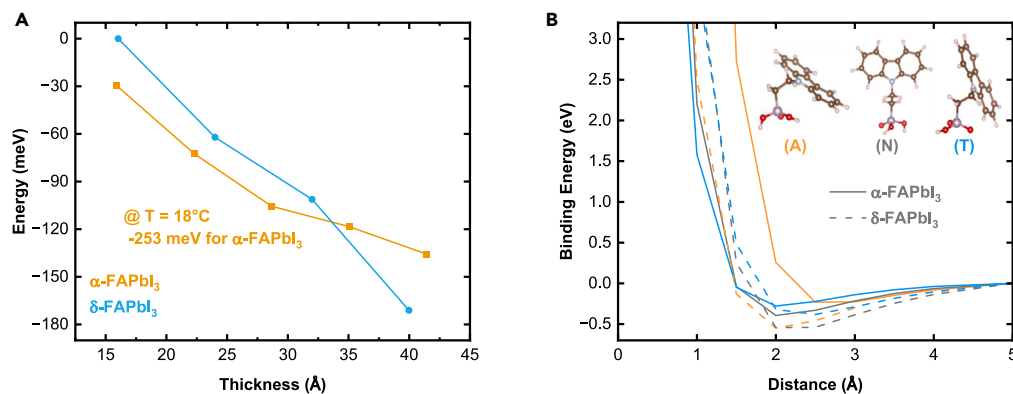 A
Energy (meV)
0
−30
−60
−90
−120
−150
−180
@ T = 18°C
-253 meV for α-FAPbI₃
α-FAPbI₃
δ-FAPbI₃
15
20
25
30
35
40
45
Thickness (Å)
B
Binding Energy (eV)
3.0
2.5
2.0
1.5
1.0
0.5
0.0
−0.5
(A)
(N)
(T)
α-FAPbI₃
δ-FAPbI₃
0
1
2
3
4
5
Distance (Å)